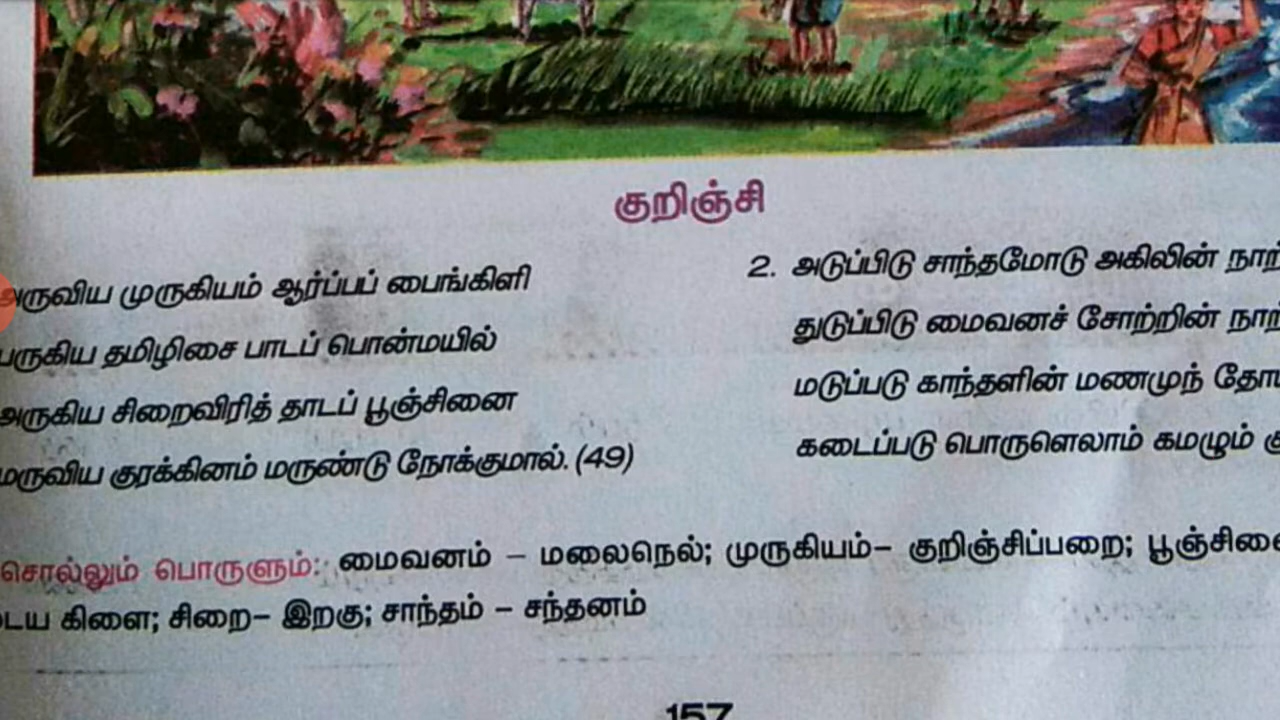 குறிஞ்சி
அருவிய முருகியம் ஆர்ப்பப் பைங்கிளி
பருகிய தமிழிசை பாடப் பொன்மயில்
அருகிய சிறைவிரித் தாடப் பூஞ்சினை
மருவிய குரக்கினம் மருண்டு நோக்குமால். (49)
2. அடுப்பிடு சாந்தமோடு அகிலின்
துடுப்பிடு மைவனச் சோற்றின்
மடுப்படு காந்தளின் மணமுந்
கடைப்படு பொருளெலாம் கமழும்
சொல்லும் பொருளும்: மைவனம் – மலைநெல்; முருகியம்– குறிஞ்சிப்பறை;
கிளை; சிறை– இறகு; சாந்தம் – சந்தனம்
157